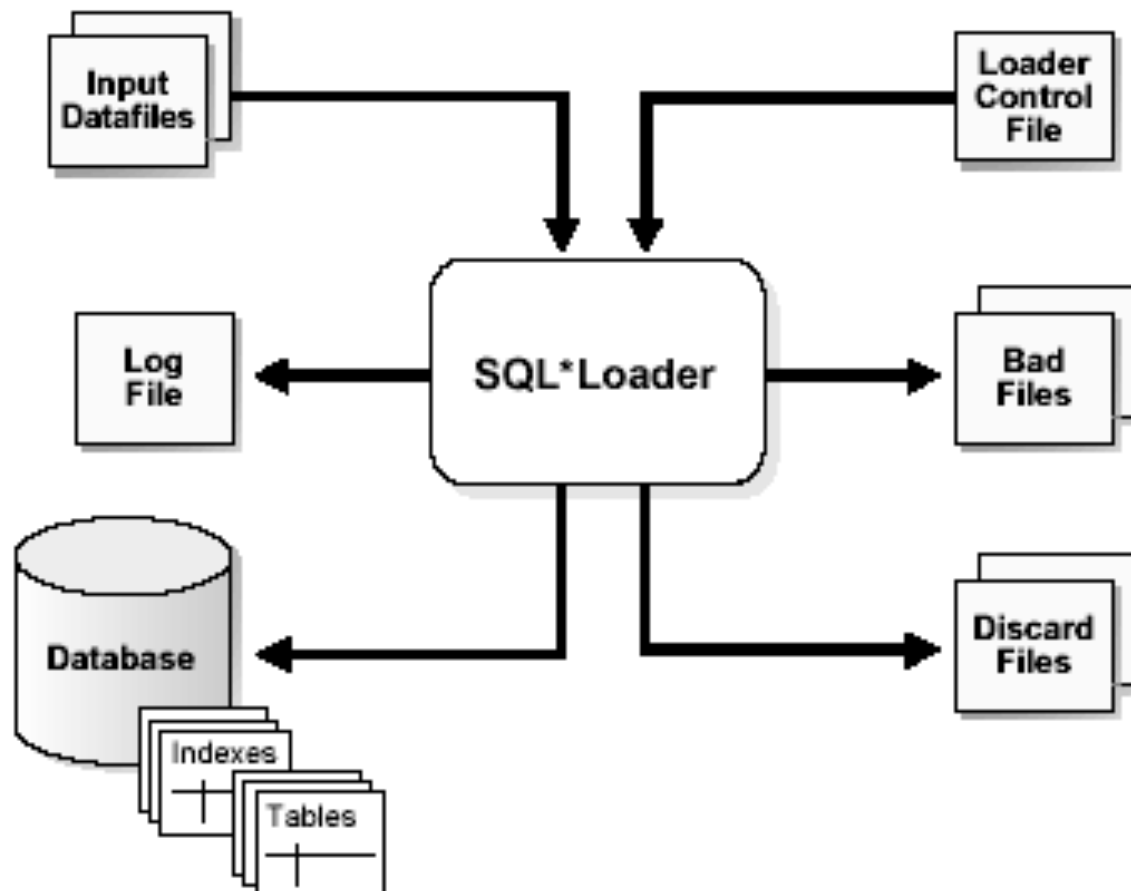 Input
Datafiles
Loader
Control
File
SQL*Loader
Log
File
Bad
Files
Database
Discard
Files
Indexes
Tables